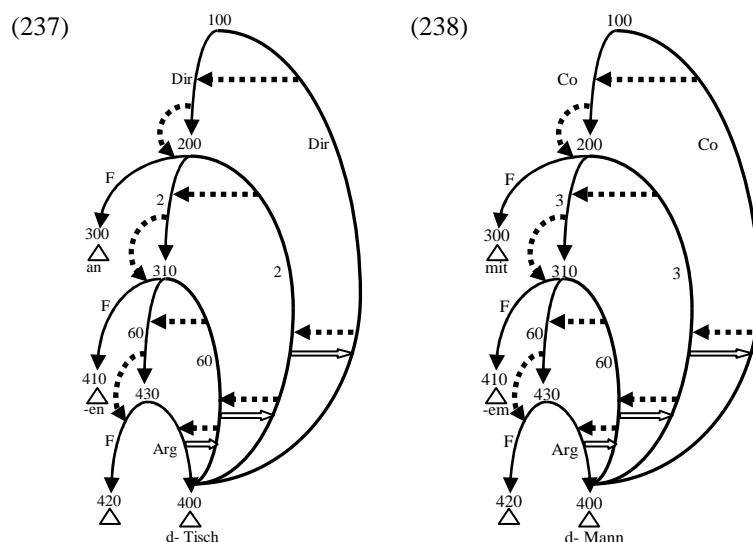 (237)
100
Dir
Dir
200
F
2
300
an
310
2
F
60
60
410
-en
430
F
Arg
420
400
d- Tisch
(238)
100
Co
Co
200
F
3
300
mit
310
3
F
60
60
410
-em
430
F
Arg
420
400
d- Mann